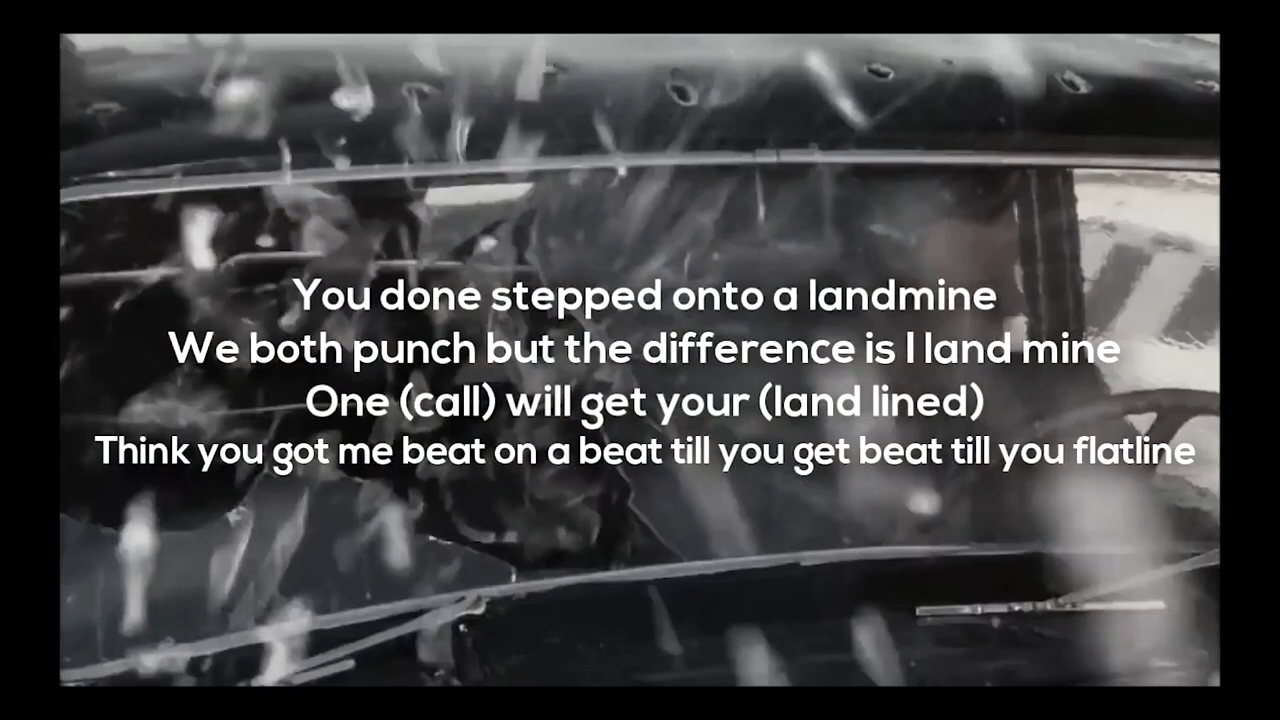 You done stepped onto a landmine
We both punch but the difference is I land mine
One (call) will get your (land lined)
Think you got me beat on a beat till you get beat till you flatline